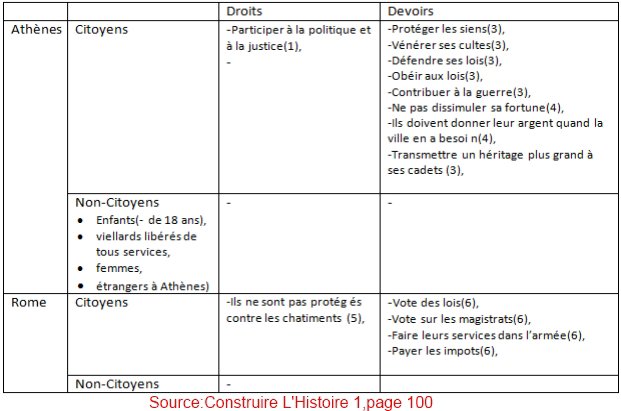 Droits Devoirs
Athènes Citoyens -Participer à la politique et
à la justice(1),
-
-Protéger les siens(3),
-Vénérer ses cultes(3),
-Défendre ses lois(3),
-Obéir aux lois(3),
-Contribuer à la guerre(3),
-Ne pas dissimuler sa fortune(4),
-Ils doivent donner leur argent quand la
ville en a besoi n(4),
-Transmettre un héritage plus grand à
ses cadets (3),
Non-Citoyens - -
• Enfants(- de 18 ans),
• viellards libérés de
tous services,
• femmes,
• étrangers à Athènes)
Rome Citoyens -Ils ne sont pas protég és
contre les chatiments (5),
-Vote des lois(6),
-Vote sur les magistrats(6),
-Faire leurs services dans l'armée(6),
-Payer les impots(6),
Non-Citoyens -
Source:Construire L'Histoire 1,page 100